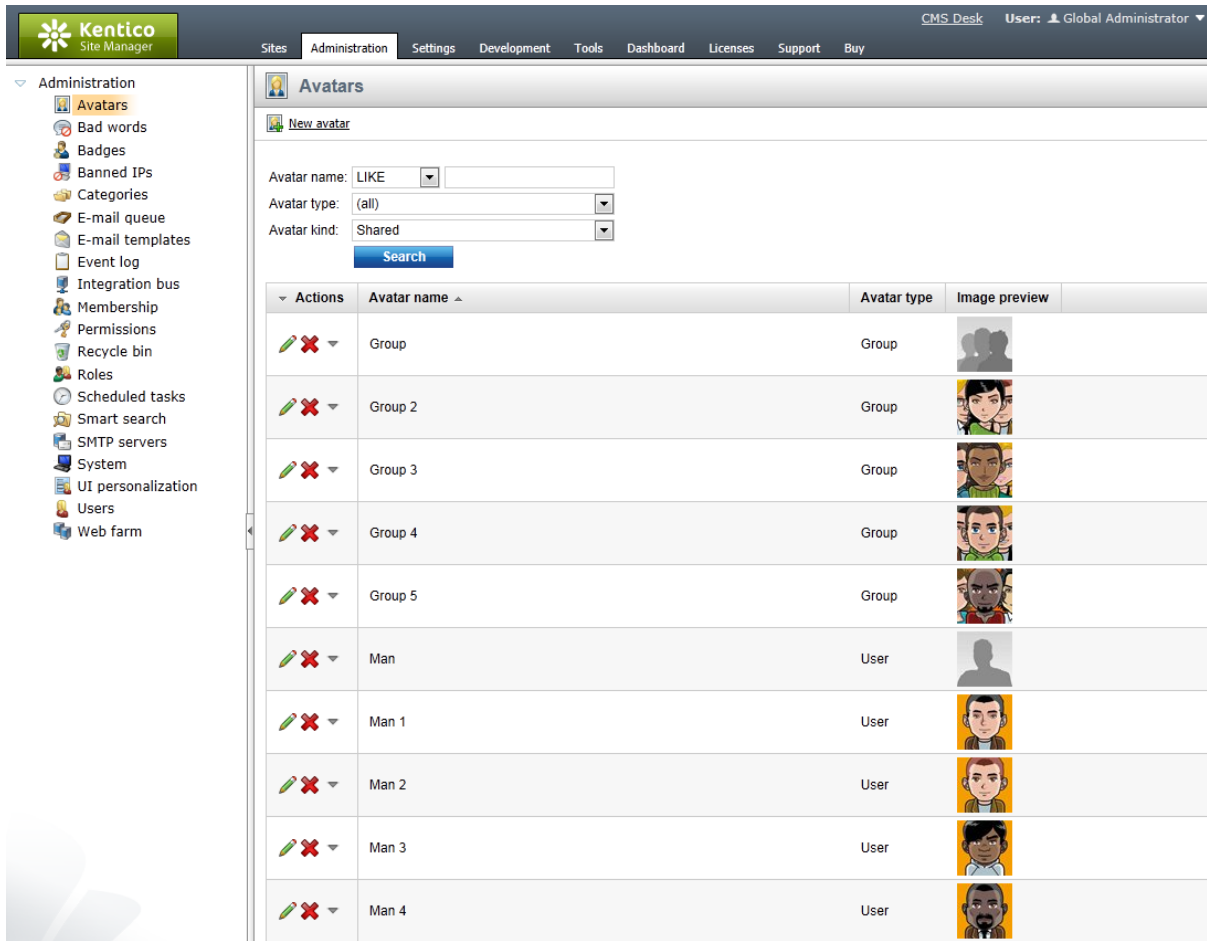 CMS Desk User: Global Administrator
Kentico
Site Manager
Sites Administration Settings Development Tools Dashboard Licenses Support Buy
Administration
Avatars
Bad words
Badges
Banned IPs
Categories
E-mail queue
E-mail templates
Event log
Integration bus
Membership
Permissions
Recycle bin
Roles
Scheduled tasks
Smart search
SMTP servers
System
UI personalization
Users
Web farm
Avatars
New avatar
Avatar name: LIKE
Avatar type: (all)
Avatar kind: Shared
Search
Actions Avatar name Avatar type Image preview
Group Group
Group 2 Group
Group 3 Group
Group 4 Group
Group 5 Group
Man User
Man 1 User
Man 2 User
Man 3 User
Man 4 User